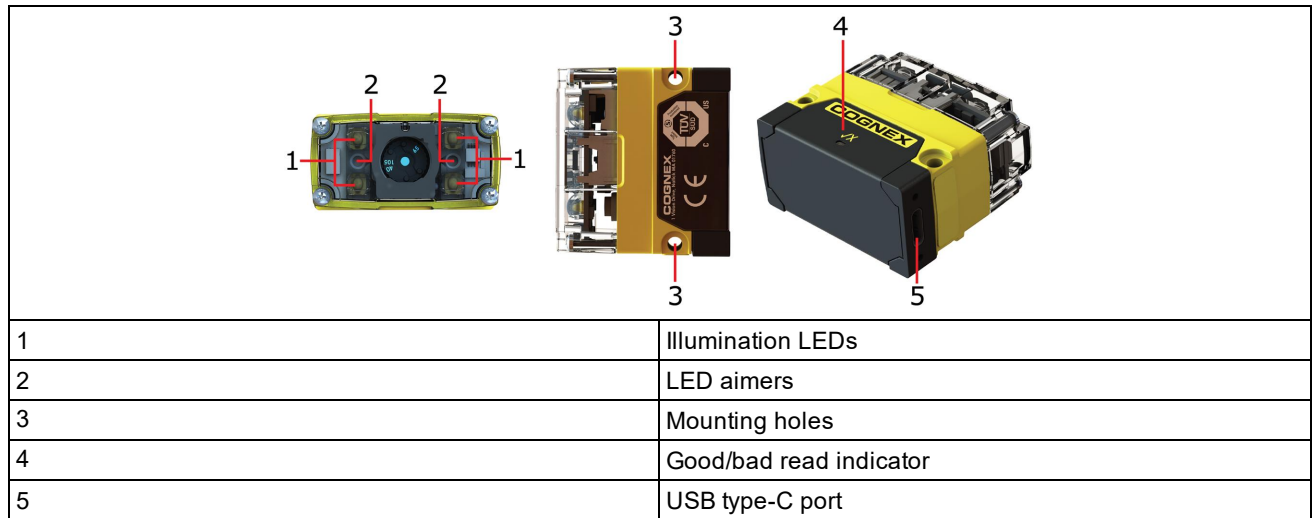 3
4
2
2
1
1
COGNEX
TÜV
SÜD
US
C
COGNEX
CE
3
5
1 Illumination LEDs
2 LED aimers
3 Mounting holes
4 Good/bad read indicator
5 USB type-C port